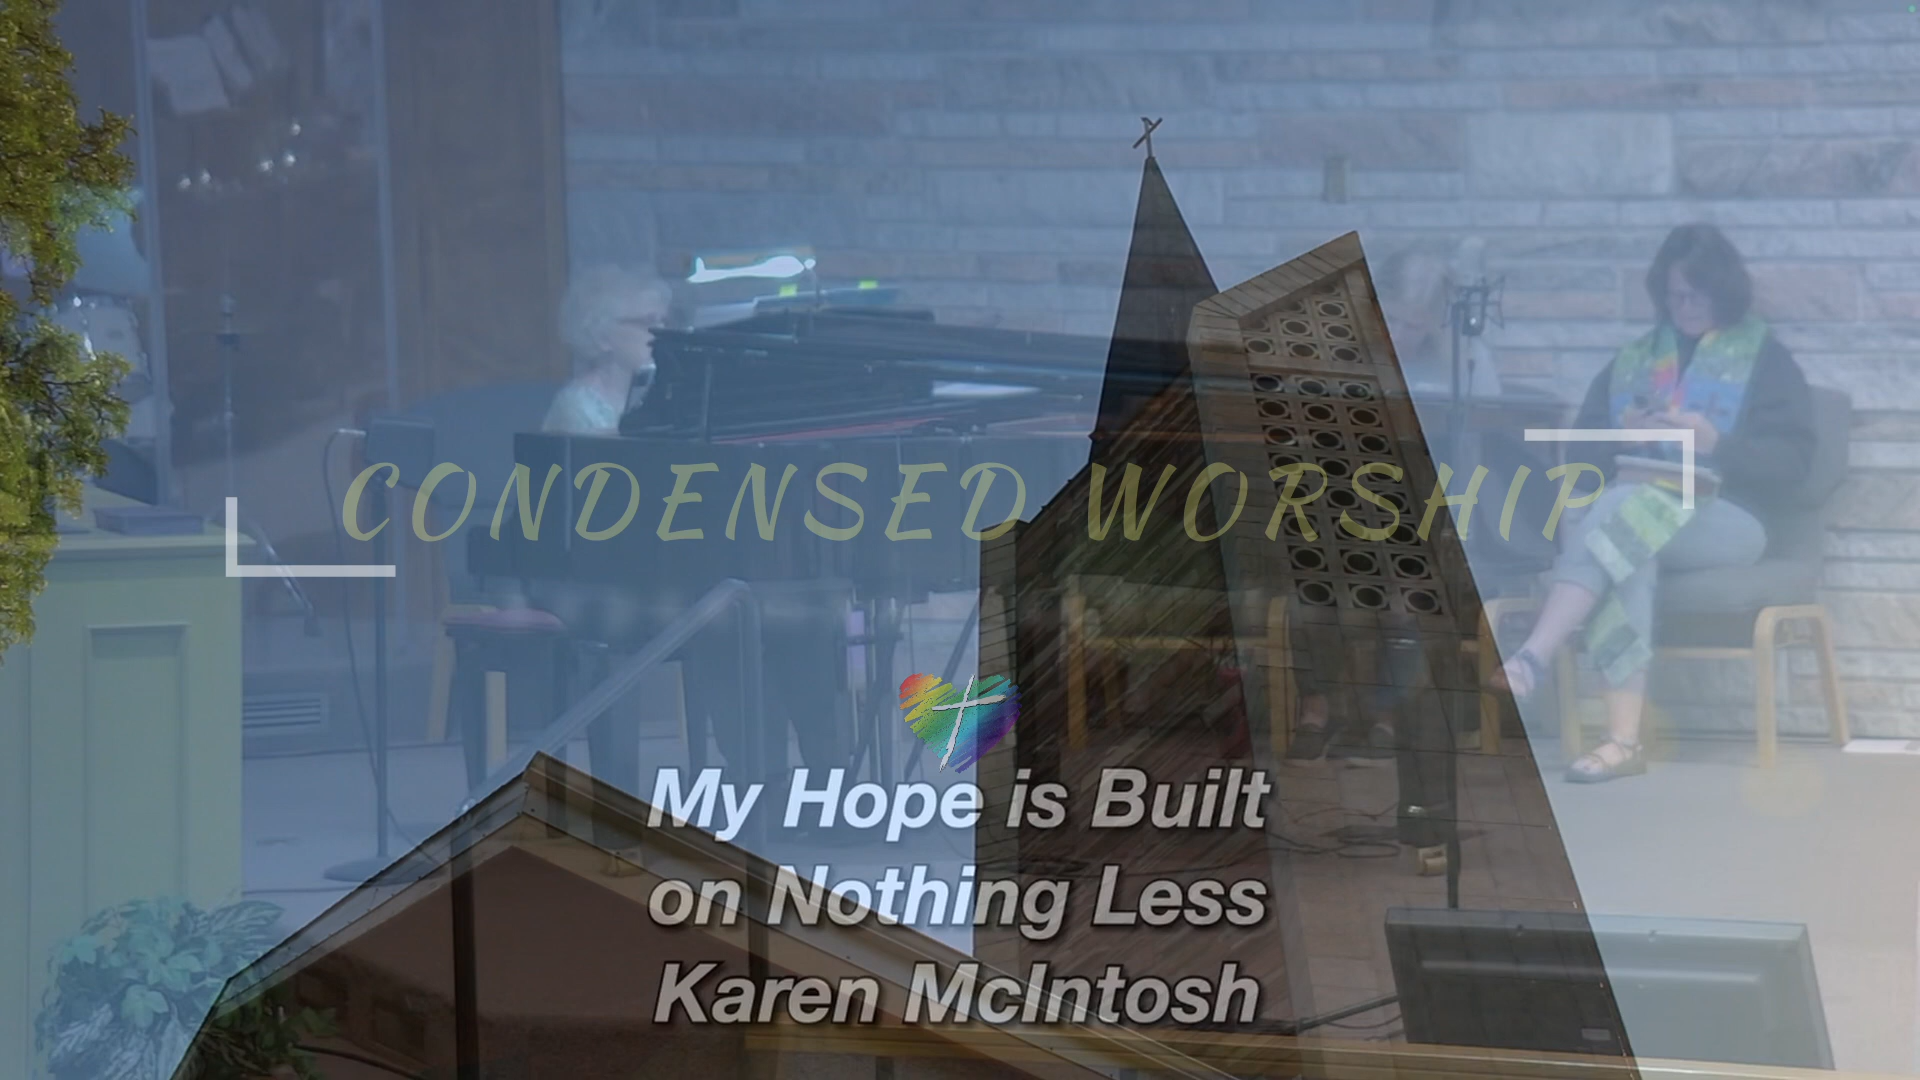 CONDENSED WORSHIP
My Hope is Built
on Nothing Less
Karen McIntosh